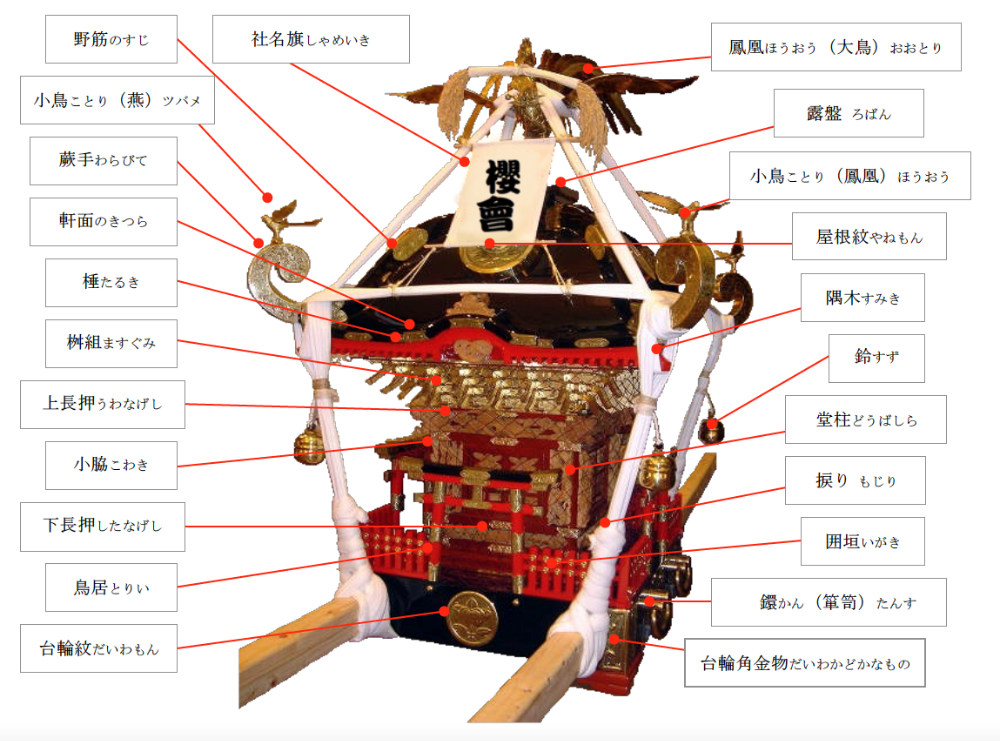 野筋のすじ
社名旗しゃめいき
鳳凰ほうおう（大鳥）おおとり
小鳥ことり（燕）ツバメ
露盤 ろばん
蕨手わらびて
小鳥ことり（鳳凰）ほうおう
軒面のきつら
屋根紋やねもん
棰たるき
隅木すみき
桝組ますぐみ
鈴すず
上長押うわなげし
堂柱どうばしら
小脇こわき
捩り もじり
下長押したなげし
囲垣いがき
鳥居とりい
鐶かん（箪笥）たんす
台輪紋だいわもん
台輪角金物だいわかどかなもの
櫻
會